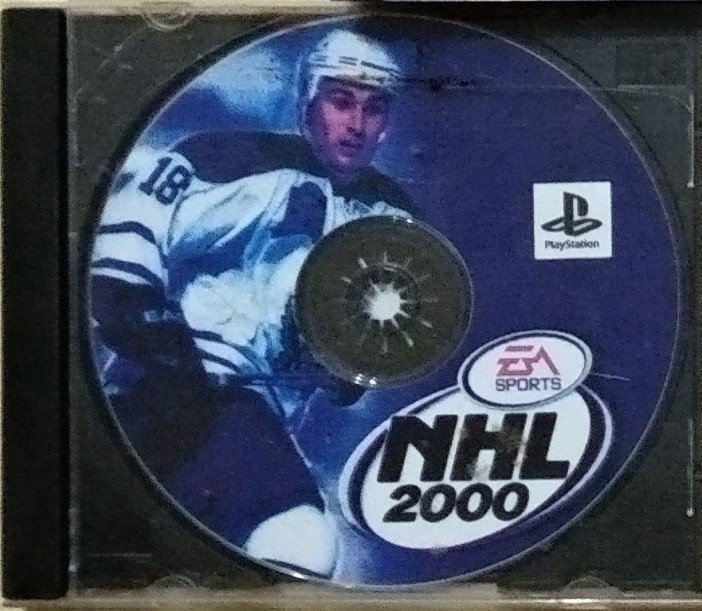 18
PlayStation
EA
SPORTS
NHL
2000